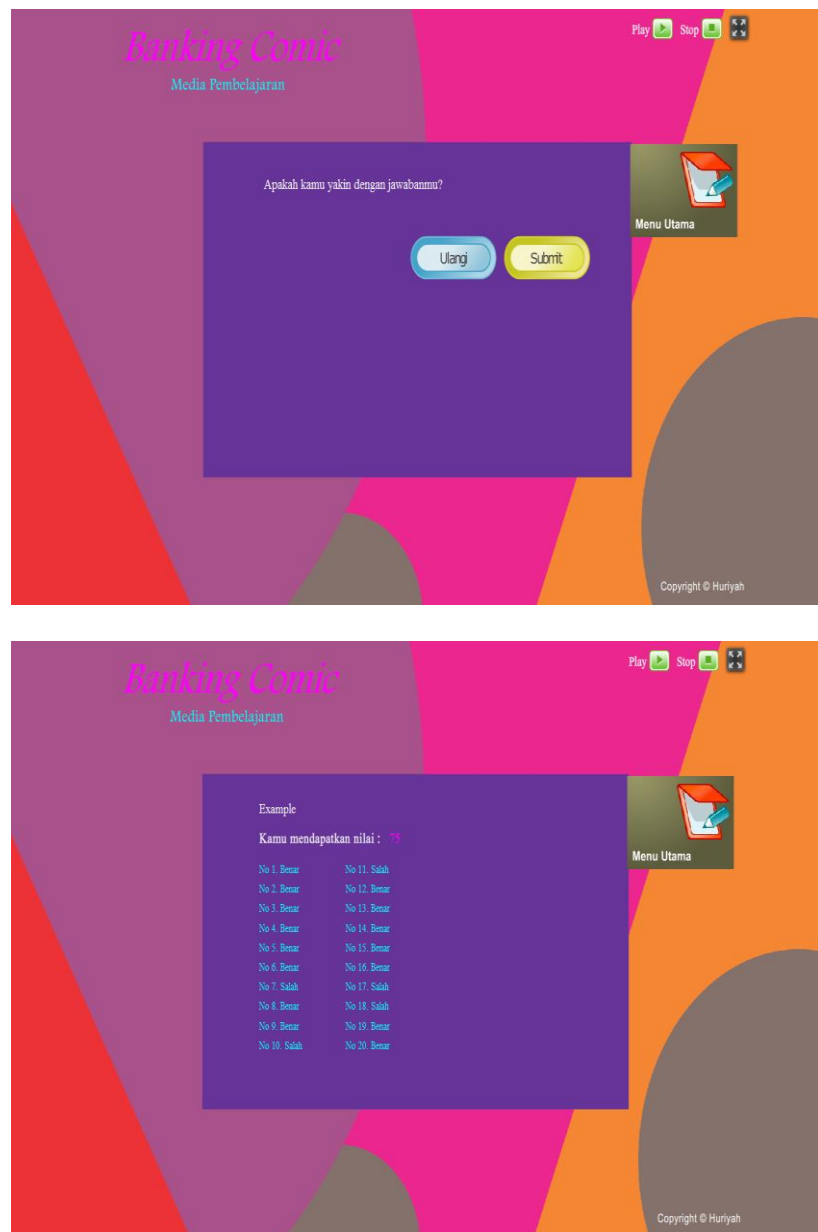 Banking Comic
Play Stop
Media Pembelajaran
Apakah kamu yakin dengan jawabanmu?
Menu Utama
Ulangi Submit
Copyright © Huriyah
Banking Comic
Play Stop
Media Pembelajaran
Example
Kamu mendapatkan nilai : 75
Menu Utama
No 1. Benar No 11. Salah
No 2. Benar No 12. Benar
No 3. Benar No 13. Benar
No 4. Benar No 14. Benar
No 5. Benar No 15. Benar
No 6. Benar No 16. Benar
No 7. Salah No 17. Salah
No 8. Benar No 18. Salah
No 9. Benar No 19. Benar
No 10. Salah No 20. Benar
Copyright © Huriyah